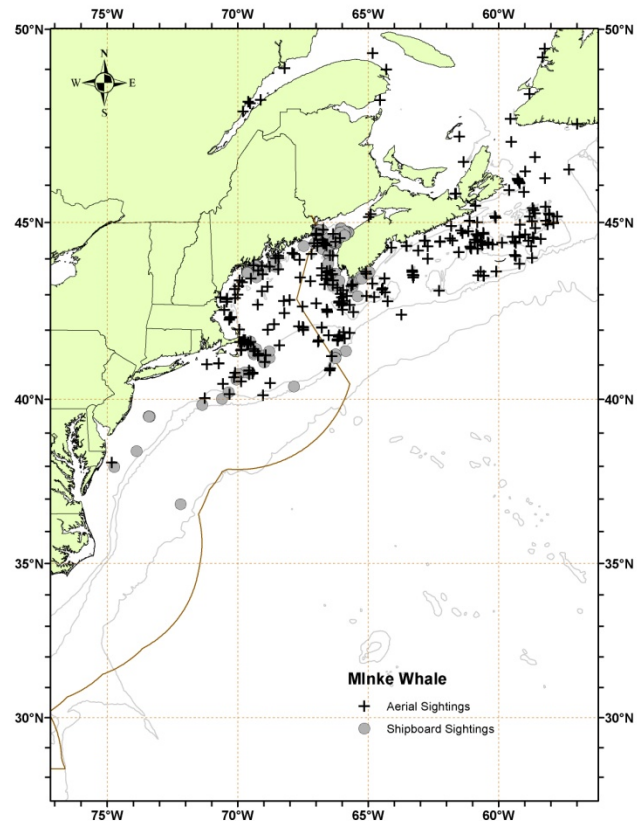 50°N 75°W 70°W 65°W 60°W 50°N
N
W E
S
45°N 45°N
40°N 40°N
35°N 35°N
MInke Whale
Aerial Sightings
Shipboard Sightings
30°N 30°N
75°W 70°W 65°W 60°W